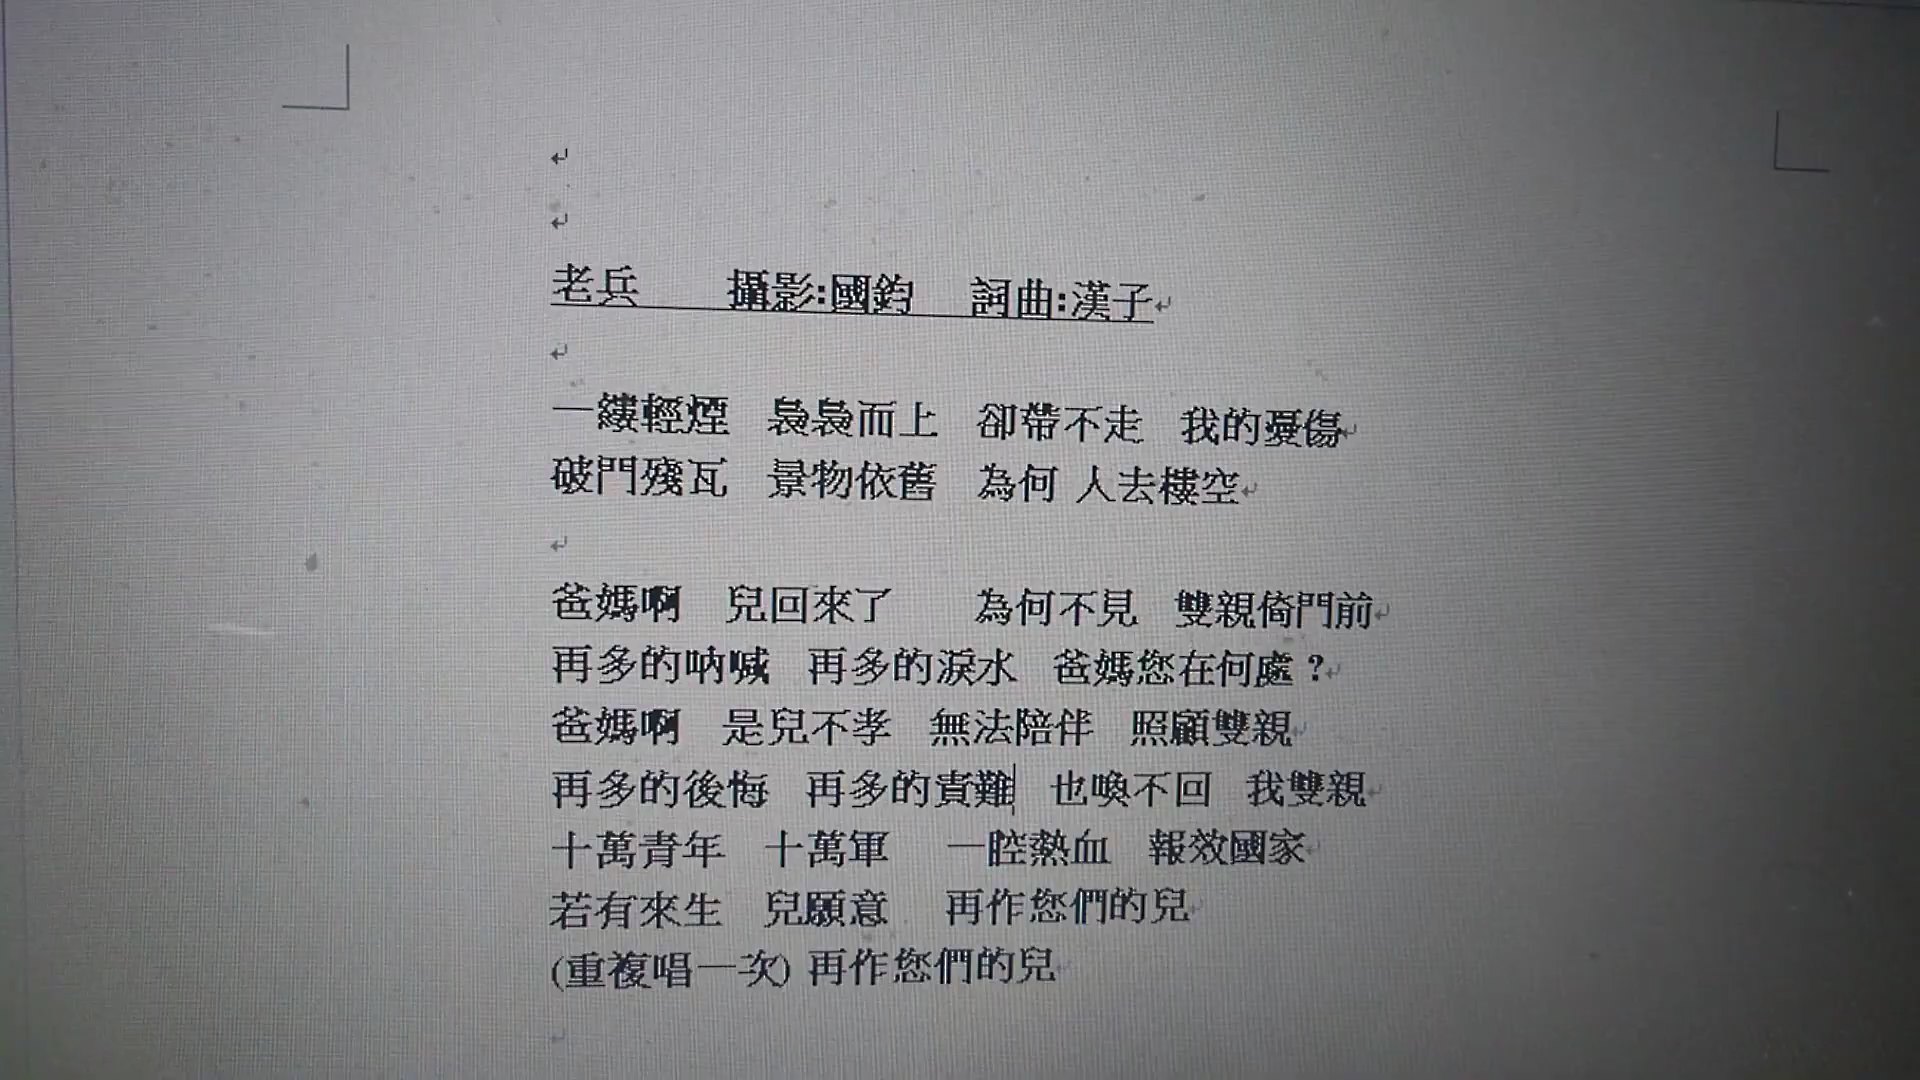 老兵　　攝影:國鈞　 詞曲:漢子
一縷輕煙　裊裊而上　卻帶不走　我的憂傷
破門殘瓦　景物依舊　為何 人去樓空
爸媽啊　兒回來了　　為何不見　雙親倚門前
再多的吶喊　再多的淚水　爸媽您在何處?
爸媽啊　是兒不孝　無法陪伴　照顧雙親
再多的後悔　再多的責難　也喚不回　我雙親
十萬青年　十萬軍　 一腔熱血　報效國家
若有來生　兒願意　 再作您們的兒
(重複唱一次) 再作您們的兒